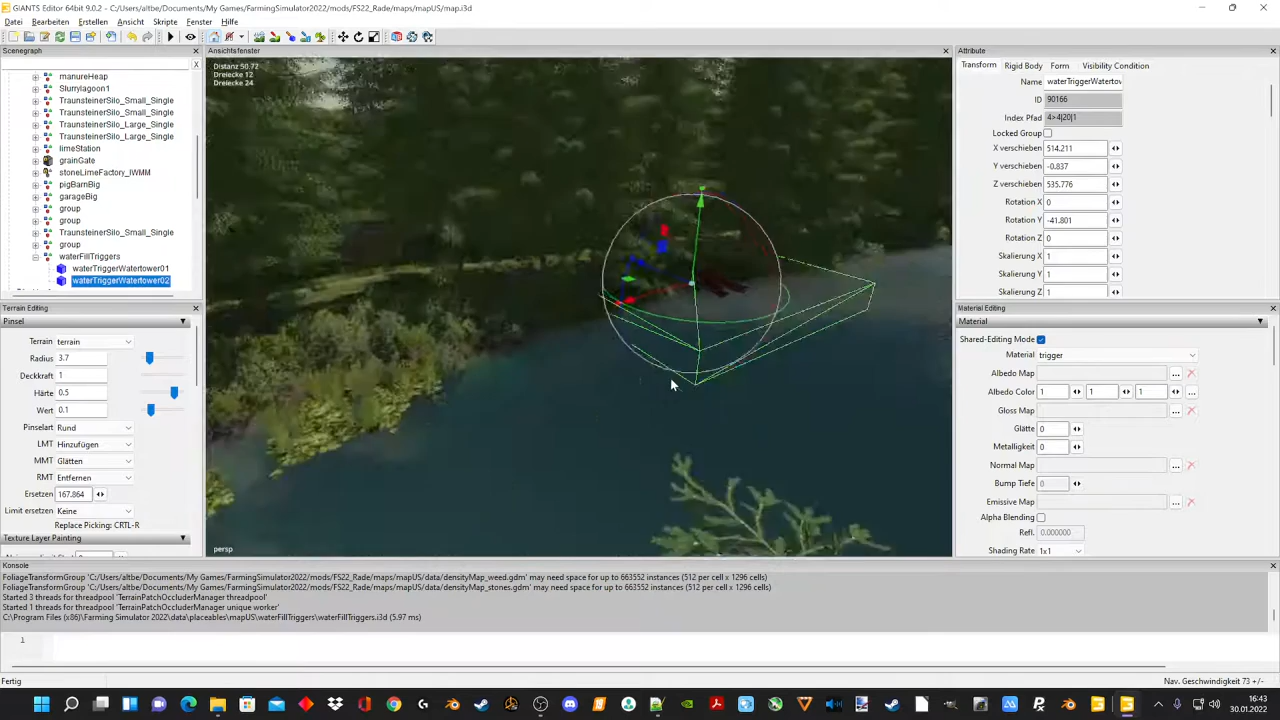 GIANTS Editor 64bit 9.0.2 - C:/Users/altbe/Documents/My Games/FarmingSimulator2022/mods/FS22_Rade/maps/mapUS/map.i3d
Datei Bearbeiten Erstellen Ansicht Skripte Fenster Hilfe
Scenegraph
X
manureHeap
Slurrylagoon1
TraunsteinerSilo_Small_Single
TraunsteinerSilo_Small_Single
TraunsteinerSilo_Large_Single
TraunsteinerSilo_Large_Single
limeStation
grainGate
stoneLimeFactory_IWMM
pigBarnBig
garageBig
group
group
TraunsteinerSilo_Small_Single
group
waterFillTriggers
waterTriggerWatertower01
waterTriggerWatertower02
Terrain Editing
Pinsel
Terrain terrain
Radius 3.7
Deckkraft 1
Härte 0.5
Wert 0.1
Pinselart Rund
LMT Hinzufügen
MMT Glätten
RMT Entfernen
Ersetzen 167.864
Limit ersetzen Keine
Replace Picking: CRTL-R
Texture Layer Painting
Ansichtsfenster
Distanz 50.72
Dreiecke 12
Dreiecke 24
persp
Attribute
Transform Rigid Body Form Visibility Condition
Name waterTriggerWatertov
ID 90166
Index Pfad 4>4|20|1
Locked Group
X verschieben 514.211
Y verschieben -0.837
Z verschieben 535.776
Rotation X 0
Rotation Y -41.801
Rotation Z 0
Skalierung X 1
Skalierung Y 1
Skalierung Z 1
Material Editing
Material
Shared-Editing Mode
Material trigger
Albedo Map ...
Albedo Color 1 1 1 ...
Gloss Map ...
Glätte 0
Metalligkeit 0
Normal Map ...
Bump Tiefe 0
Emissive Map ...
Alpha Blending
Refl. 0.000000
Shading Rate 1x1
Konsole
FoliageTransformGroup 'C:/Users/altbe/Documents/My Games/FarmingSimulator2022/mods/FS22_Rade/maps/mapUS/data/densityMap_weed.gdm' may need space for up to 663552 instances (512 per cell x 1296 cells)
FoliageTransformGroup 'C:/Users/altbe/Documents/My Games/FarmingSimulator2022/mods/FS22_Rade/maps/mapUS/data/densityMap_stones.gdm' may need space for up to 663552 instances (512 per cell x 1296 cells)
Started 3 threads for threadpool 'TerrainPatchOccluderManager threadpool'
Started 1 threads for threadpool 'TerrainPatchOccluderManager unique worker'
C:\Program Files (x86)\Farming Simulator 2022\data\placeables\mapUS\waterFillTriggers\waterFillTriggers.i3d (5.97 ms)
1
Fertig
Nav. Geschwindigkeit 73 +/-
16:43
30.01.2022